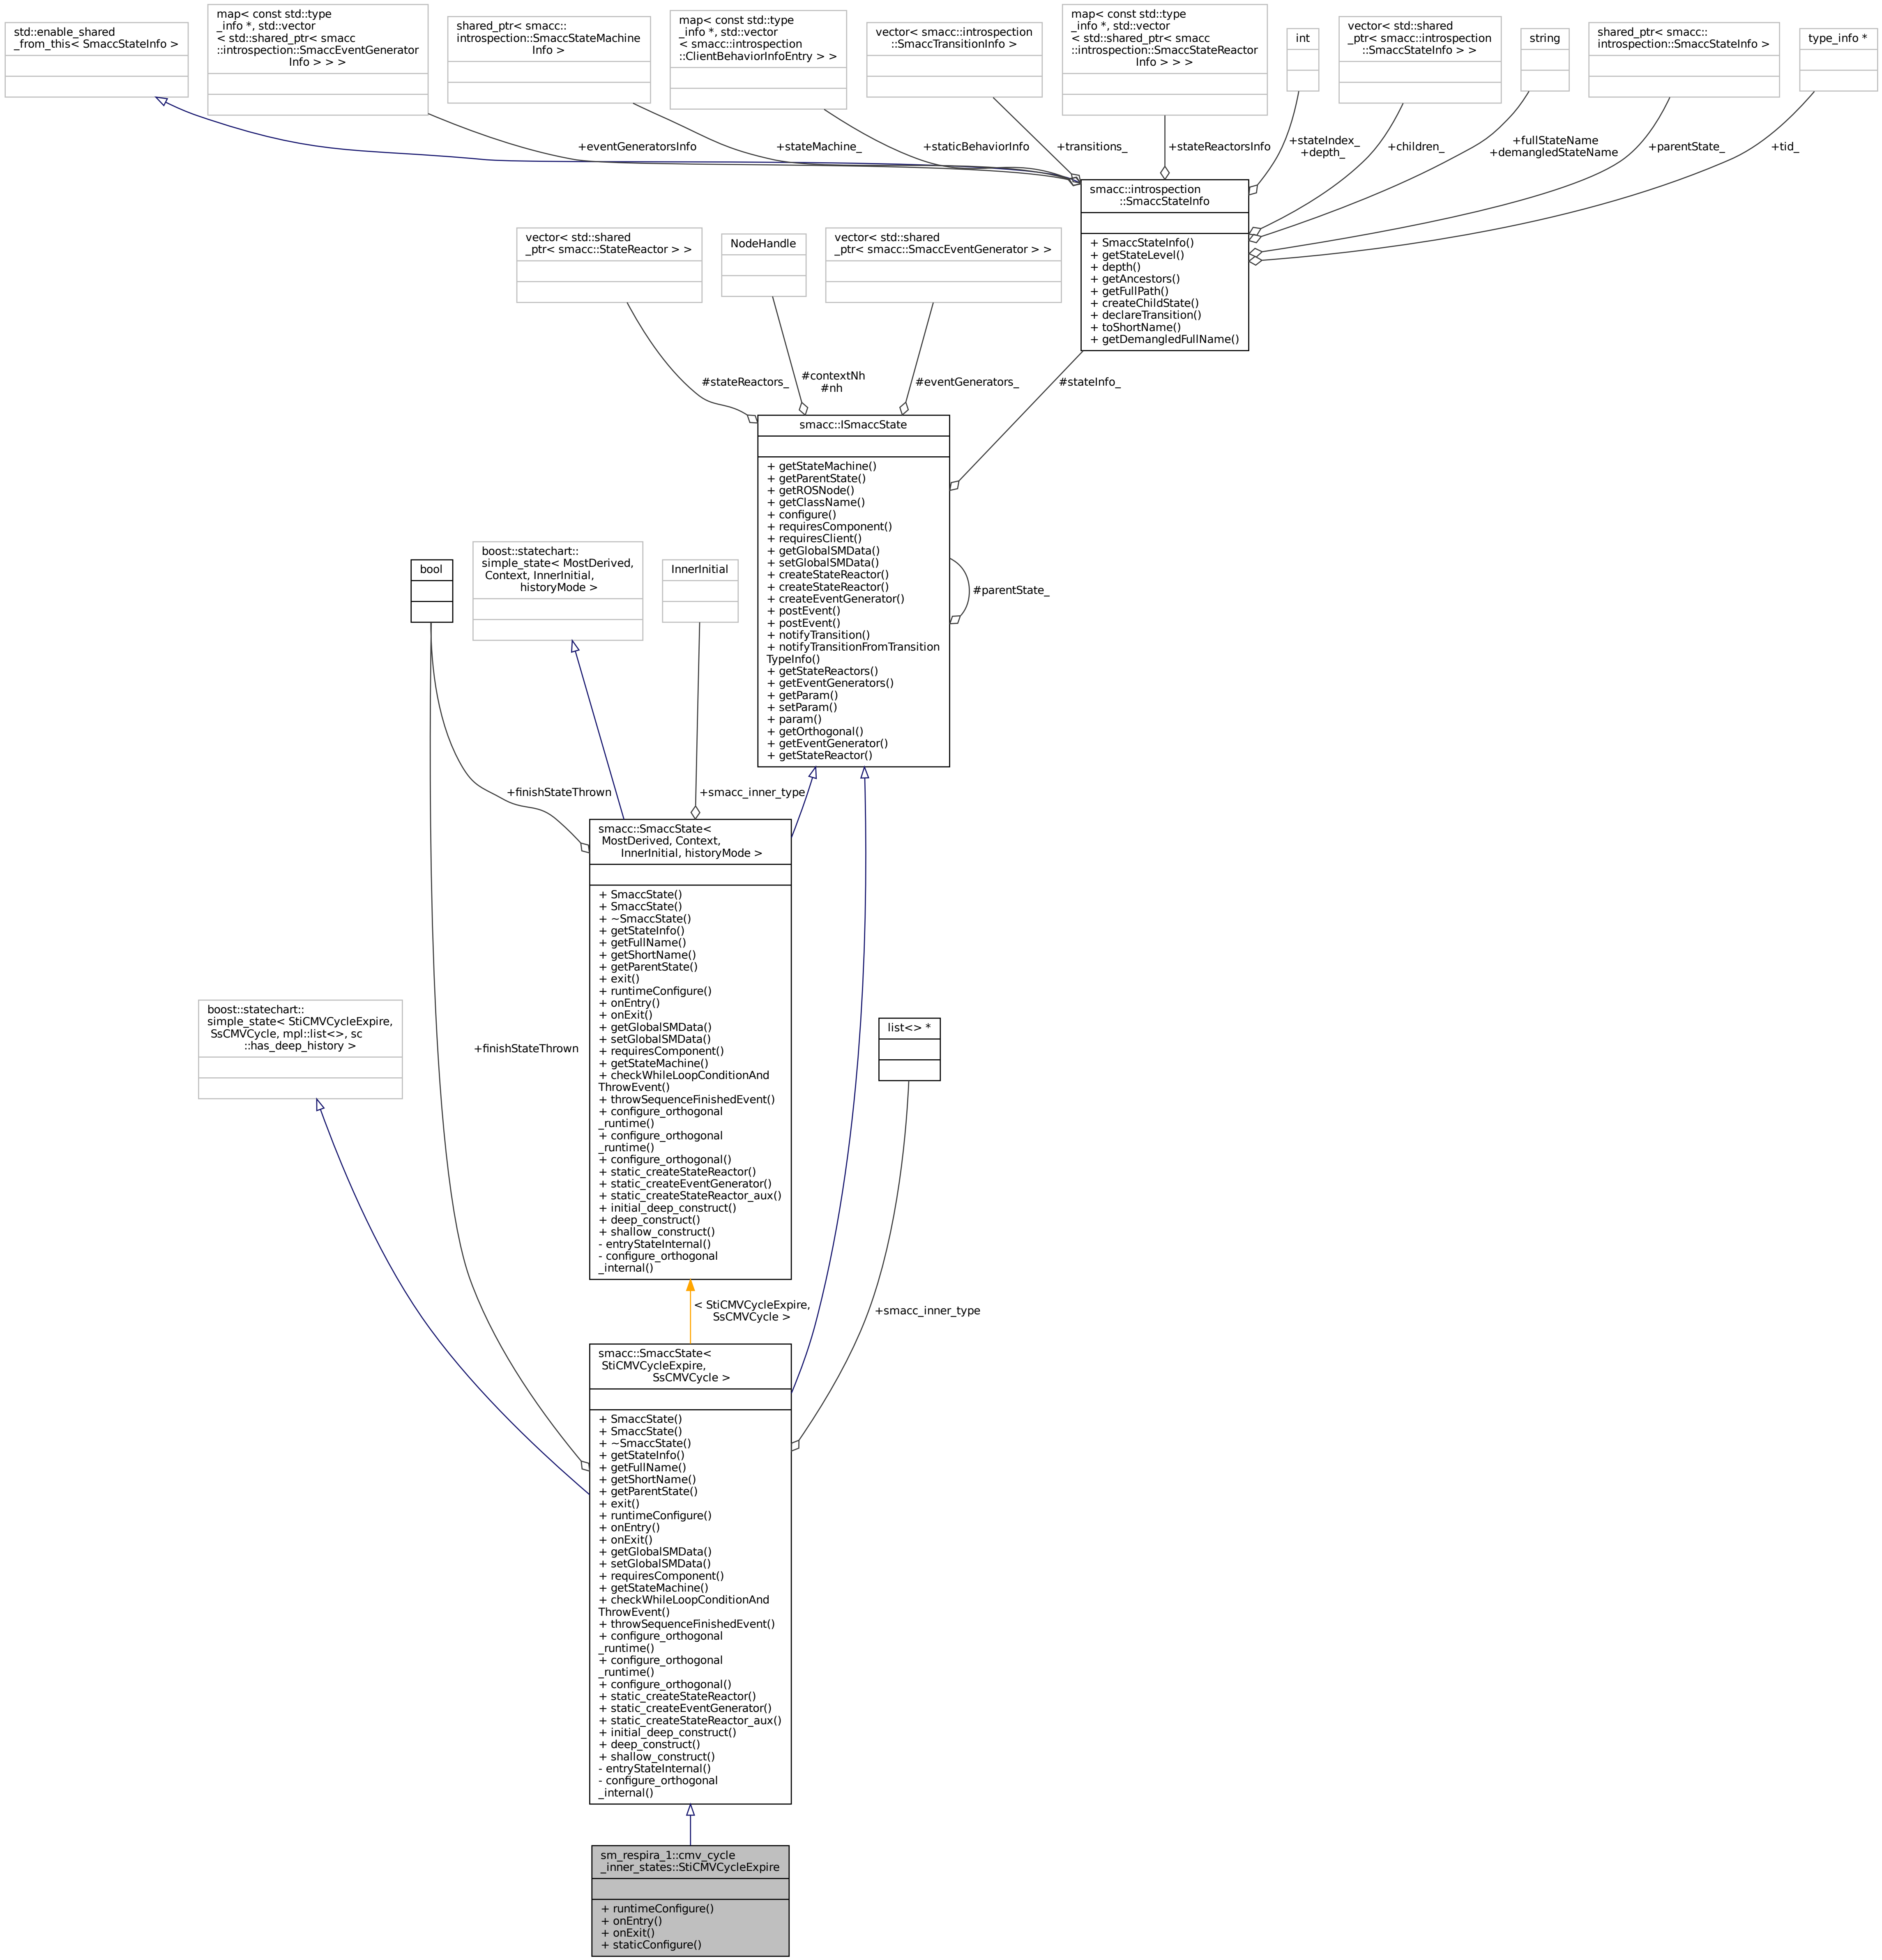 std::enable_shared
_from_this< SmaccStateInfo >
map< const std::type
_info *, std::vector
< std::shared_ptr< smacc
::introspection::SmaccEventGenerator
Info > > >
shared_ptr< smacc::
introspection::SmaccStateMachine
Info >
map< const std::type
_info *, std::vector
< smacc::introspection
::ClientBehaviorInfoEntry > >
vector< smacc::introspection
::SmaccTransitionInfo >
map< const std::type
_info *, std::vector
< std::shared_ptr< smacc
::introspection::SmaccStateReactor
Info > > >
int
vector< std::shared
_ptr< smacc::introspection
::SmaccStateInfo > >
string
shared_ptr< smacc::
introspection::SmaccStateInfo >
type_info *
+eventGeneratorsInfo
+stateMachine_
+staticBehaviorInfo
+transitions_
+stateReactorsInfo
+stateIndex_
+depth_
+children_
+fullStateName
+demangledStateName
+parentState_
+tid_
smacc::introspection
::SmaccStateInfo
+ SmaccStateInfo()
+ getStateLevel()
+ depth()
+ getAncestors()
+ getFullPath()
+ createChildState()
+ declareTransition()
+ toShortName()
+ getDemangledFullName()
vector< std::shared
_ptr< smacc::StateReactor > >
NodeHandle
vector< std::shared
_ptr< smacc::SmaccEventGenerator > >
#stateReactors_
#contextNh
#nh
#eventGenerators_
#stateInfo_
smacc::ISmaccState
+ getStateMachine()
+ getParentState()
+ getROSNode()
+ getClassName()
+ configure()
+ requiresComponent()
+ requiresClient()
+ getGlobalSMData()
+ setGlobalSMData()
+ createStateReactor()
+ createStateReactor()
+ createEventGenerator()
+ postEvent()
+ postEvent()
+ notifyTransition()
+ notifyTransitionFromTransition
TypeInfo()
+ getStateReactors()
+ getEventGenerators()
+ getParam()
+ setParam()
+ param()
+ getOrthogonal()
+ getEventGenerator()
+ getStateReactor()
#parentState_
bool
boost::statechart::
simple_state< MostDerived,
Context, InnerInitial,
historyMode >
InnerInitial
+finishStateThrown
+smacc_inner_type
smacc::SmaccState<
MostDerived, Context,
InnerInitial, historyMode >
+ SmaccState()
+ SmaccState()
+ ~SmaccState()
+ getStateInfo()
+ getFullName()
+ getShortName()
+ getParentState()
+ exit()
+ runtimeConfigure()
+ onEntry()
+ onExit()
+ getGlobalSMData()
+ setGlobalSMData()
+ requiresComponent()
+ getStateMachine()
+ checkWhileLoopConditionAnd
ThrowEvent()
+ throwSequenceFinishedEvent()
+ configure_orthogonal
_runtime()
+ configure_orthogonal
_runtime()
+ configure_orthogonal()
+ static_createStateReactor()
+ static_createEventGenerator()
+ static_createStateReactor_aux()
+ initial_deep_construct()
+ deep_construct()
+ shallow_construct()
- entryStateInternal()
- configure_orthogonal
_internal()
boost::statechart::
simple_state< StiCMVCycleExpire,
SsCMVCycle, mpl::list<>, sc
::has_deep_history >
+finishStateThrown
list<> *
< StiCMVCycleExpire,
SsCMVCycle >
+smacc_inner_type
smacc::SmaccState<
StiCMVCycleExpire,
SsCMVCycle >
+ SmaccState()
+ SmaccState()
+ ~SmaccState()
+ getStateInfo()
+ getFullName()
+ getShortName()
+ getParentState()
+ exit()
+ runtimeConfigure()
+ onEntry()
+ onExit()
+ getGlobalSMData()
+ setGlobalSMData()
+ requiresComponent()
+ getStateMachine()
+ checkWhileLoopConditionAnd
ThrowEvent()
+ throwSequenceFinishedEvent()
+ configure_orthogonal
_runtime()
+ configure_orthogonal
_runtime()
+ configure_orthogonal()
+ static_createStateReactor()
+ static_createEventGenerator()
+ static_createStateReactor_aux()
+ initial_deep_construct()
+ deep_construct()
+ shallow_construct()
- entryStateInternal()
- configure_orthogonal
_internal()
sm_respira_1::cmv_cycle
_inner_states::StiCMVCycleExpire
+ runtimeConfigure()
+ onEntry()
+ onExit()
+ staticConfigure()